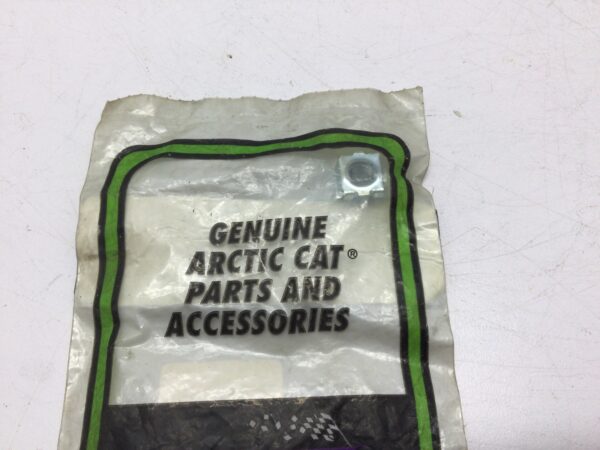 GENUINE
ARCTIC CAT®
PARTS AND
ACCESSORIES